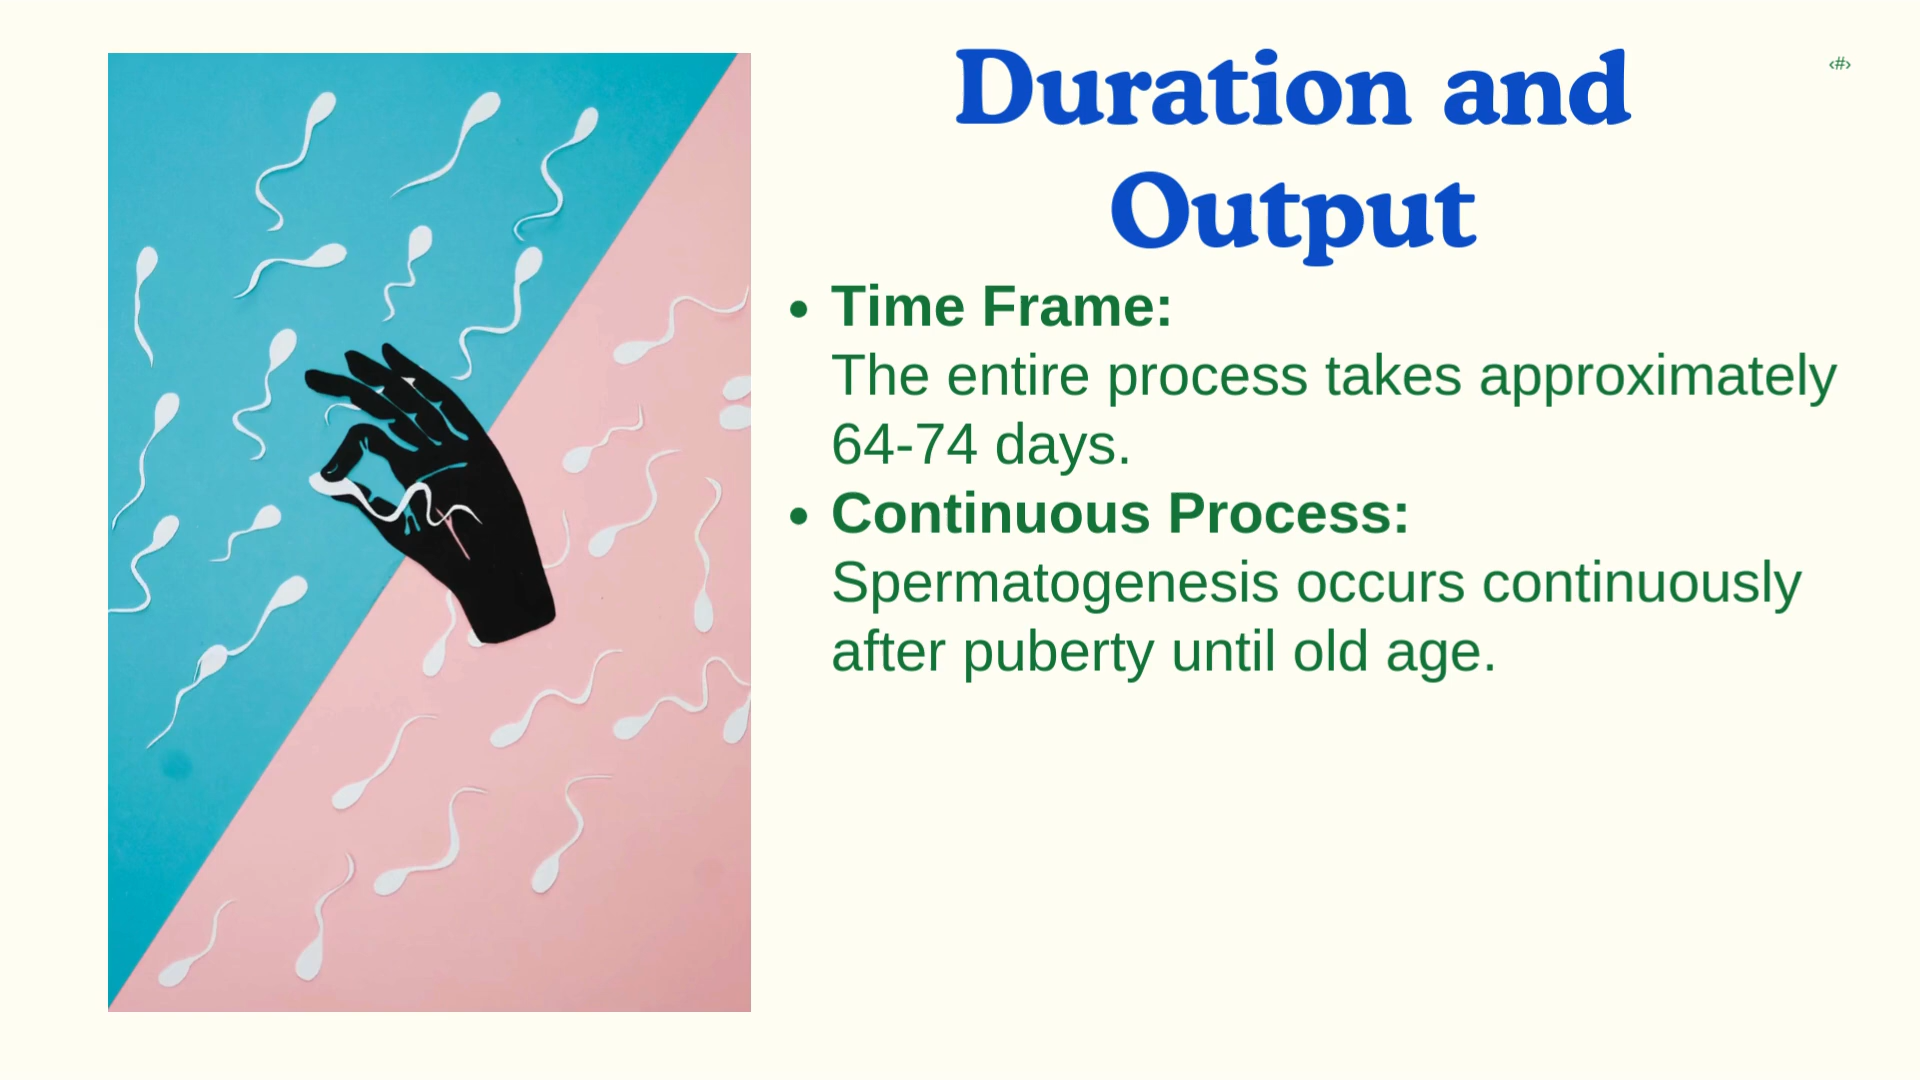 Duration and
Output
‹#›
• Time Frame:
The entire process takes approximately
64-74 days.
• Continuous Process:
Spermatogenesis occurs continuously
after puberty until old age.